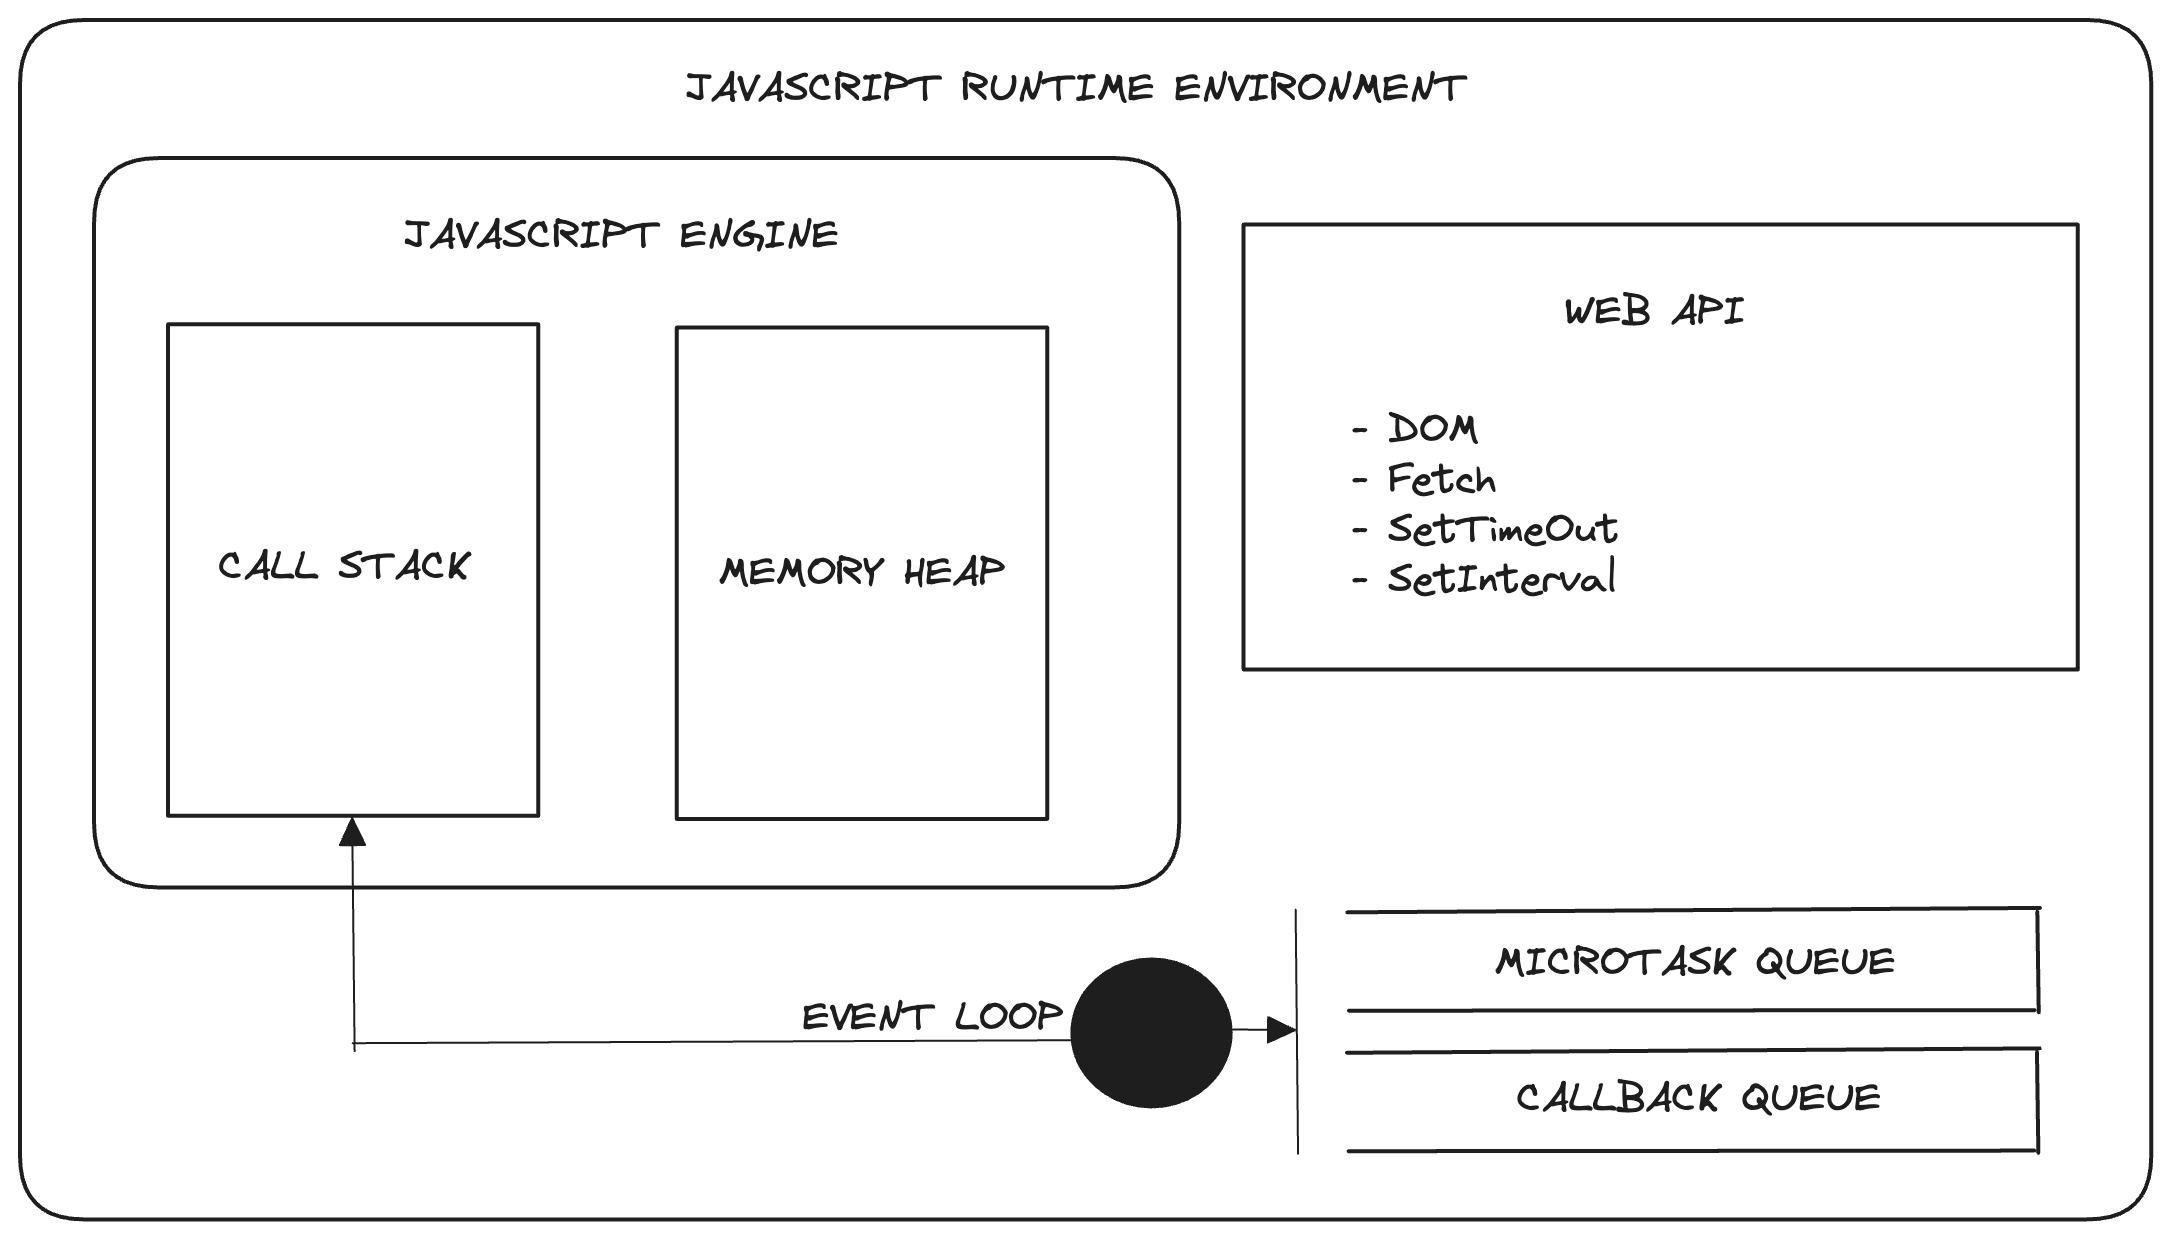 JAVASCRIPT RUNTIME ENVIRONMENT
JAVASCRIPT ENGINE
CALL STACK
MEMORY HEAP
WEB API
- DOM
- Fetch
- SetTimeOut
- SetInterval
EVENT LOOP
MICROTASK QUEUE
CALLBACK QUEUE